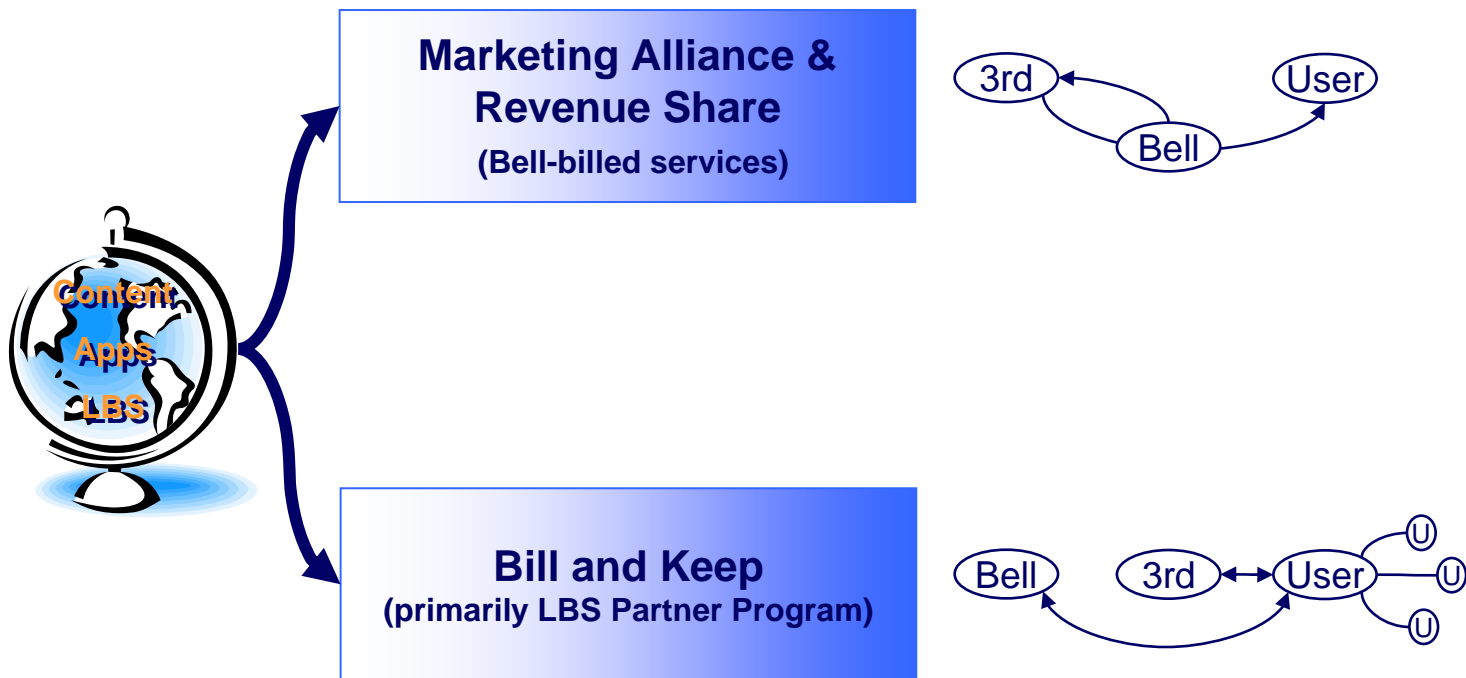 Marketing Alliance &
Revenue Share
(Bell-billed services)
3rd
User
Bell
Content
Apps
LBS
Bill and Keep
(primarily LBS Partner Program)
Bell
3rd
User
U
U
U